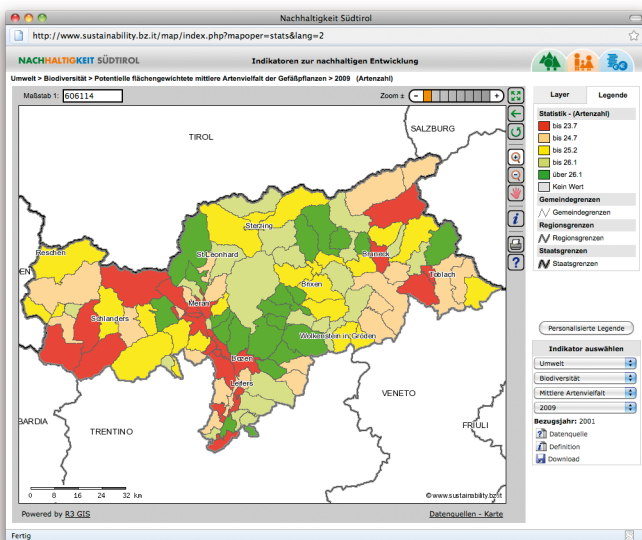 Nachhaltigkeit Südtirol
http://www.sustainability.bz.it/map/index.php?mapoper=stats&lang=2
NACHHALTIGKEIT SÜDTIROL
Indikatoren zur nachhaltigen Entwicklung
Umwelt > Biodiversität > Potentielle flächengewichtete mittlere Artenvielfalt der Gefäßpflanzen > 2009 (Artenzahl)
Maßstab 1: 606114
Zoom ±
Layer
Legende
Statistik - (Artenzahl)
bis 23.7
bis 24.7
bis 25.2
bis 26.1
über 26.1
Kein Wert
Gemeindegrenzen
Gemeindegrenzen
Regionsgrenzen
Regionsgrenzen
Staatsgrenzen
Staatsgrenzen
Personalisierte Legende
Indikator auswählen
Umwelt
Biodiversität
Mittlere Artenvielfalt
2009
Bezugsjahr: 2001
Datenquelle
Definition
Download
TIROL
SALZBURG
Sterzing
Reschen
St.Leonhard
Bruneck
EN
Toblach
Brixen
Meran
Schlanders
Wolkenstein in Gröden
Bozen
Leifers
VENETO
BARDIA
TRENTINO
FRIULI
0 8 16 24 32 km
©www.sustainability.bz.it
Powered by R3 GIS
Datenquellen - Karte
Fertig